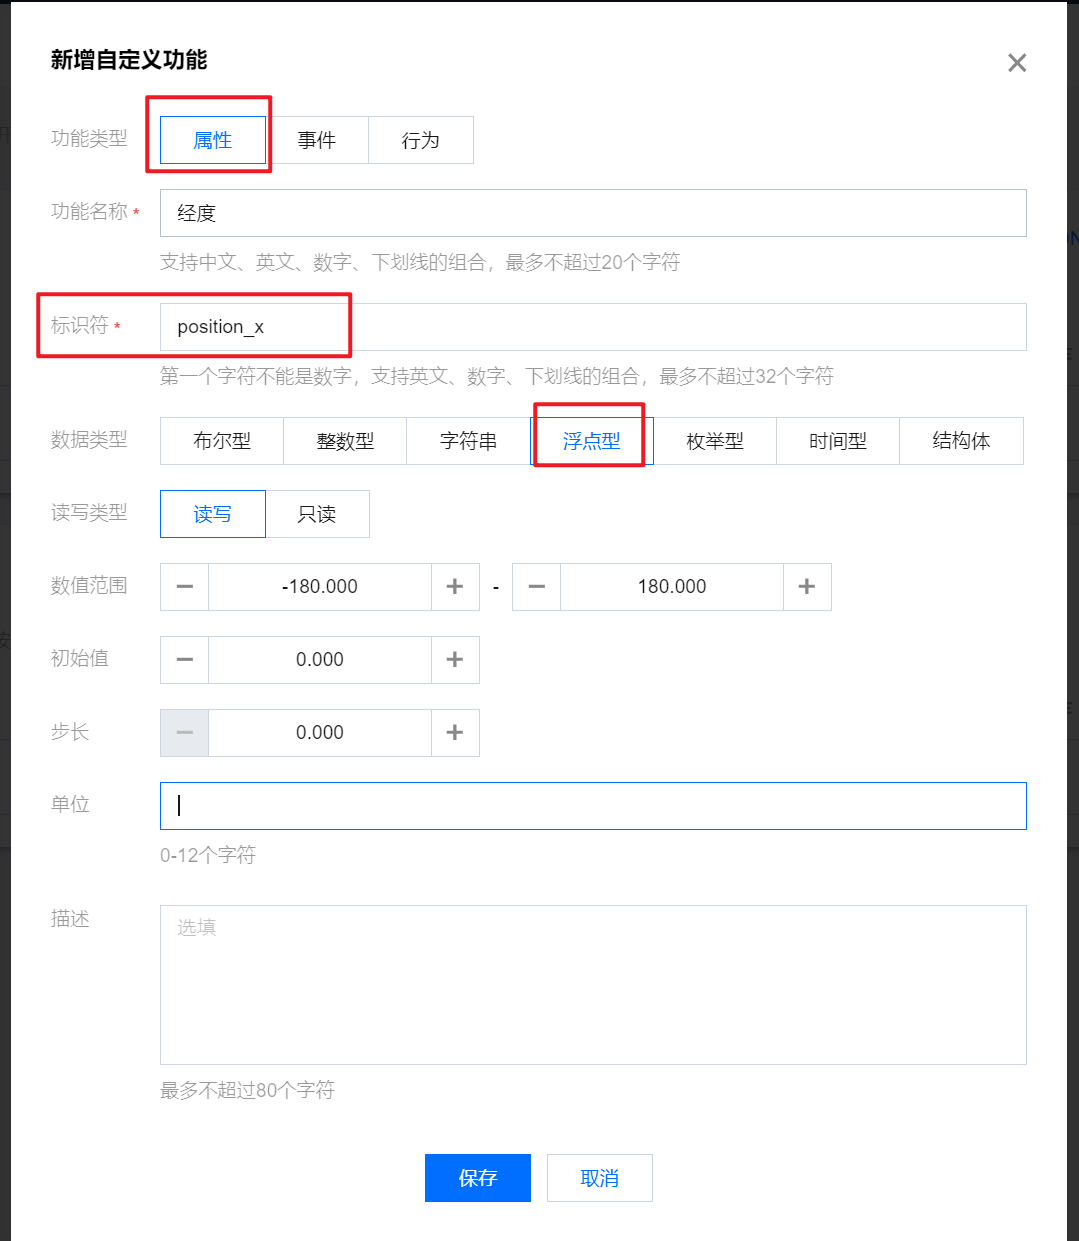 新增自定义功能
功能类型 属性 事件 行为
功能名称 * 经度
支持中文、英文、数字、下划线的组合，最多不超过20个字符
标识符 * position_x
第一个字符不能是数字，支持英文、数字、下划线的组合，最多不超过32个字符
数据类型 布尔型 整数型 字符串 浮点型 枚举型 时间型 结构体
读写类型 读写 只读
数值范围 -180.000 - 180.000
初始值 0.000
步长 0.000
单位
0-12个字符
描述 选填
最多不超过80个字符
保存 取消